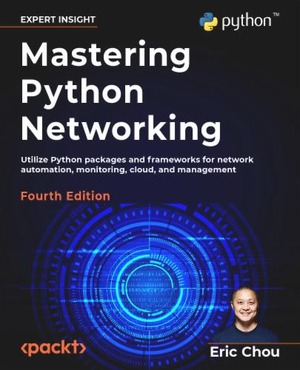 EXPERT INSIGHT
python™
Mastering
Python
Networking
Utilize Python packages and frameworks for network
automation, monitoring, cloud, and management
Fourth Edition
<packt>
Eric Chou